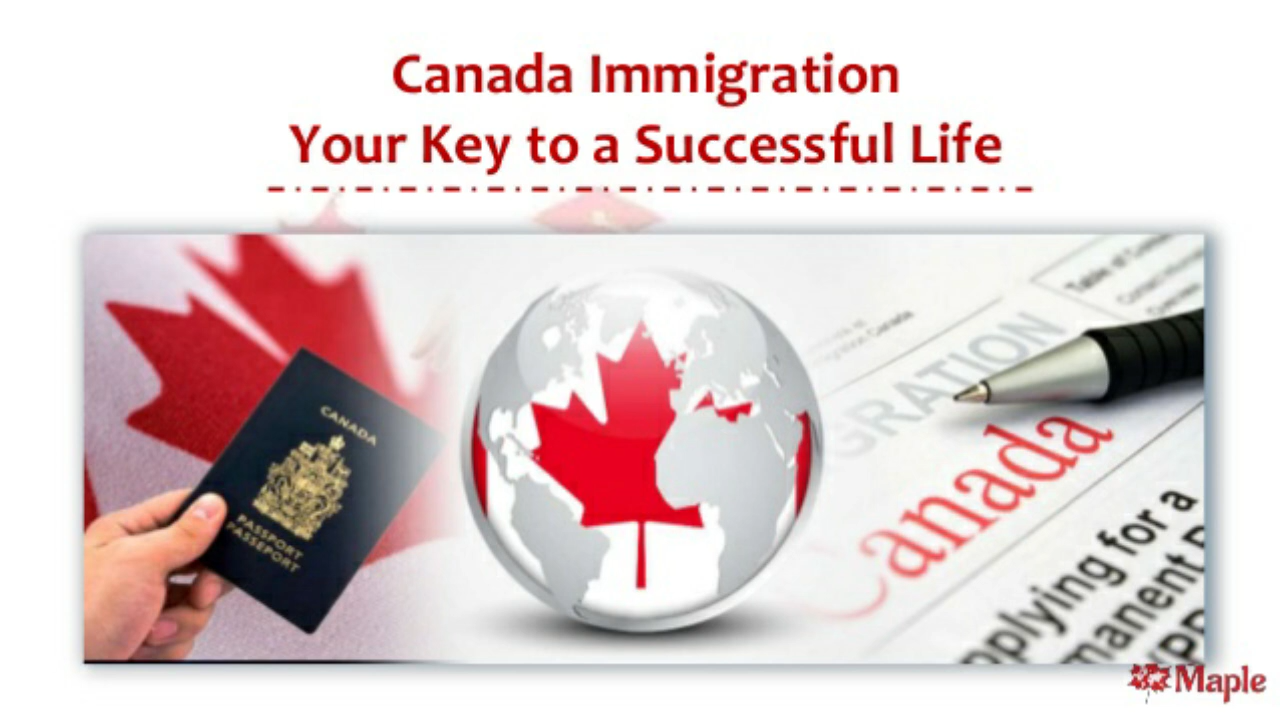 Canada Immigration
Your Key to a Successful Life
CANADA
PASSPORT
PASSEPORT
GRATION
Canada
pplying for a
manent
Maple